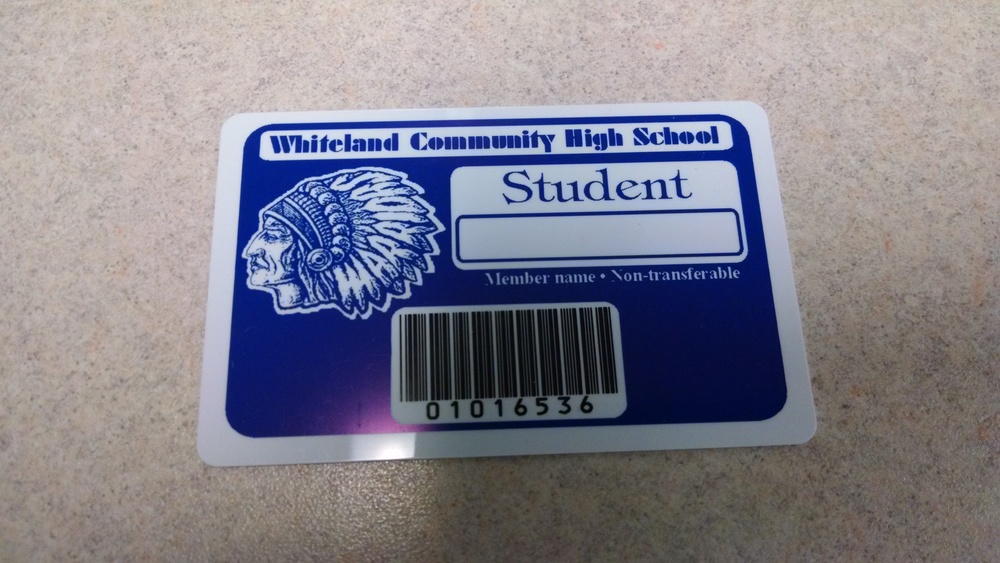 Whiteland Community High School
Student
Member name • Non-transferable
01016536